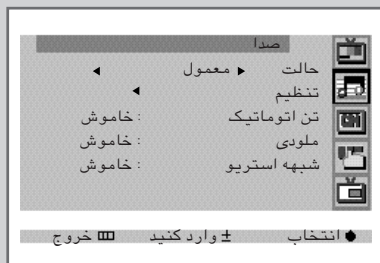 صدا
حالت ▶ معمول ◀
تنظیم ◀
تن اتوماتیک : خاموش
ملودی : خاموش
شبهه استریو : خاموش
انتخاب ± وارد کنید خروج